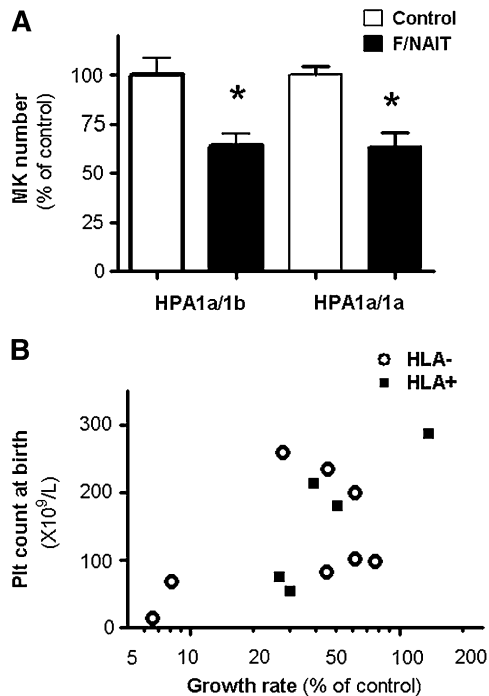 A
Control
F/NAIT
MK number
(% of control)
100
75
50
25
0
*
*
HPA1a/1b
HPA1a/1a
B
HLA-
HLA+
Plt count at birth
(X10⁹/L)
300
200
100
0
5
10
20
50
100
200
Growth rate (% of control)